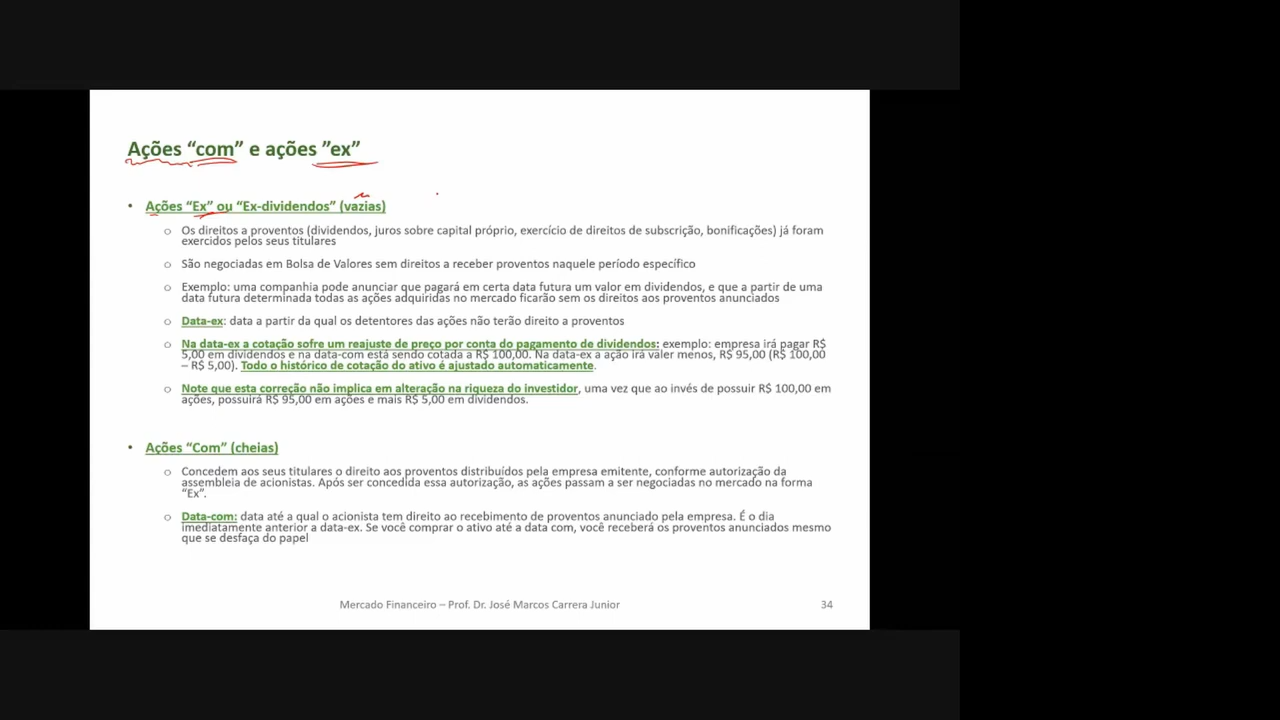 Ações “com” e ações ”ex”
• Ações “Ex” ou “Ex-dividendos” (vazias)
o Os direitos a proventos (dividendos, juros sobre capital próprio, exercício de direitos de subscrição, bonificações) já foram
exercidos pelos seus titulares
o São negociadas em Bolsa de Valores sem direitos a receber proventos naquele período específico
o Exemplo: uma companhia pode anunciar que pagará em certa data futura um valor em dividendos, e que a partir de uma
data futura determinada todas as ações adquiridas no mercado ficarão sem os direitos aos proventos anunciados
o Data-ex: data a partir da qual os detentores das ações não terão direito a proventos
o Na data-ex a cotação sofre um reajuste de preço por conta do pagamento de dividendos: exemplo: empresa irá pagar R$
5,00 em dividendos e na data-com está sendo cotada a R$ 100,00. Na data-ex a ação irá valer menos, R$ 95,00 (R$ 100,00
– R$ 5,00). Todo o histórico de cotação do ativo é ajustado automaticamente.
o Note que esta correção não implica em alteração na riqueza do investidor, uma vez que ao invés de possuir R$ 100,00 em
ações, possuirá R$ 95,00 em ações e mais R$ 5,00 em dividendos.
• Ações “Com” (cheias)
o Concedem aos seus titulares o direito aos proventos distribuídos pela empresa emitente, conforme autorização da
assembleia de acionistas. Após ser concedida essa autorização, as ações passam a ser negociadas no mercado na forma
“Ex”.
o Data-com: data até a qual o acionista tem direito ao recebimento de proventos anunciado pela empresa. É o dia
imediatamente anterior a data-ex. Se você comprar o ativo até a data com, você receberá os proventos anunciados mesmo
que se desfaça do papel
Mercado Financeiro – Prof. Dr. José Marcos Carrera Junior
34